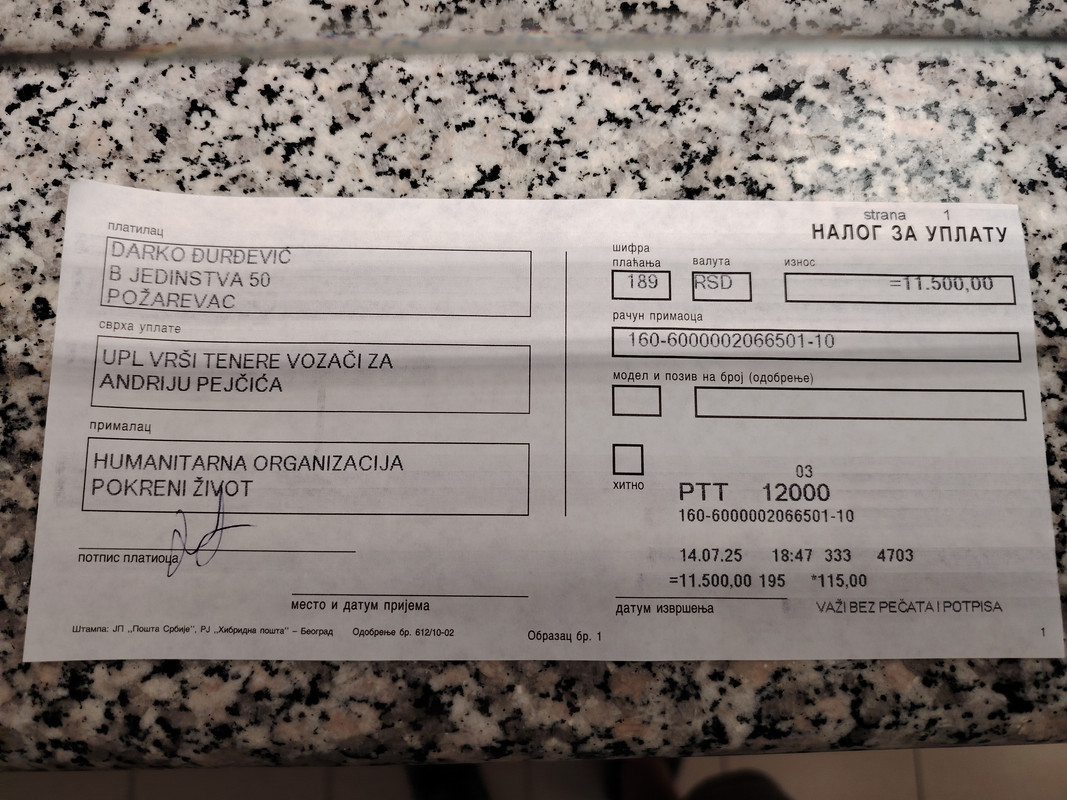 strana 1
НАЛОГ ЗА УПЛАТУ
платилац
DARKO ĐURĐEVIĆ
B JEDINSTVA 50
POŽAREVAC
сврха уплате
UPL VRŠI TENERE VOZAČI ZA
ANDRIJU PEJČIĆA
прималац
HUMANITARNA ORGANIZACIJA
POKRENI ŽIVOT
потпис платиоца
место и датум пријема
шифра
плаћања
валута
износ
189
RSD
=11.500,00
рачун примаоца
160-6000002066501-10
модел и позив на број (одобрење)
хитно
03
PTT 12000
160-6000002066501-10
14.07.25 18:47 333 4703
=11.500,00 195 *115,00
датум извршења
VAŽI BEZ PEČATA I POTPISA
Штампа: ЈП „Пошта Србије", РЈ „Хибридна пошта" – Београд Одобрење бр. 612/10-02
Образац бр. 1
1